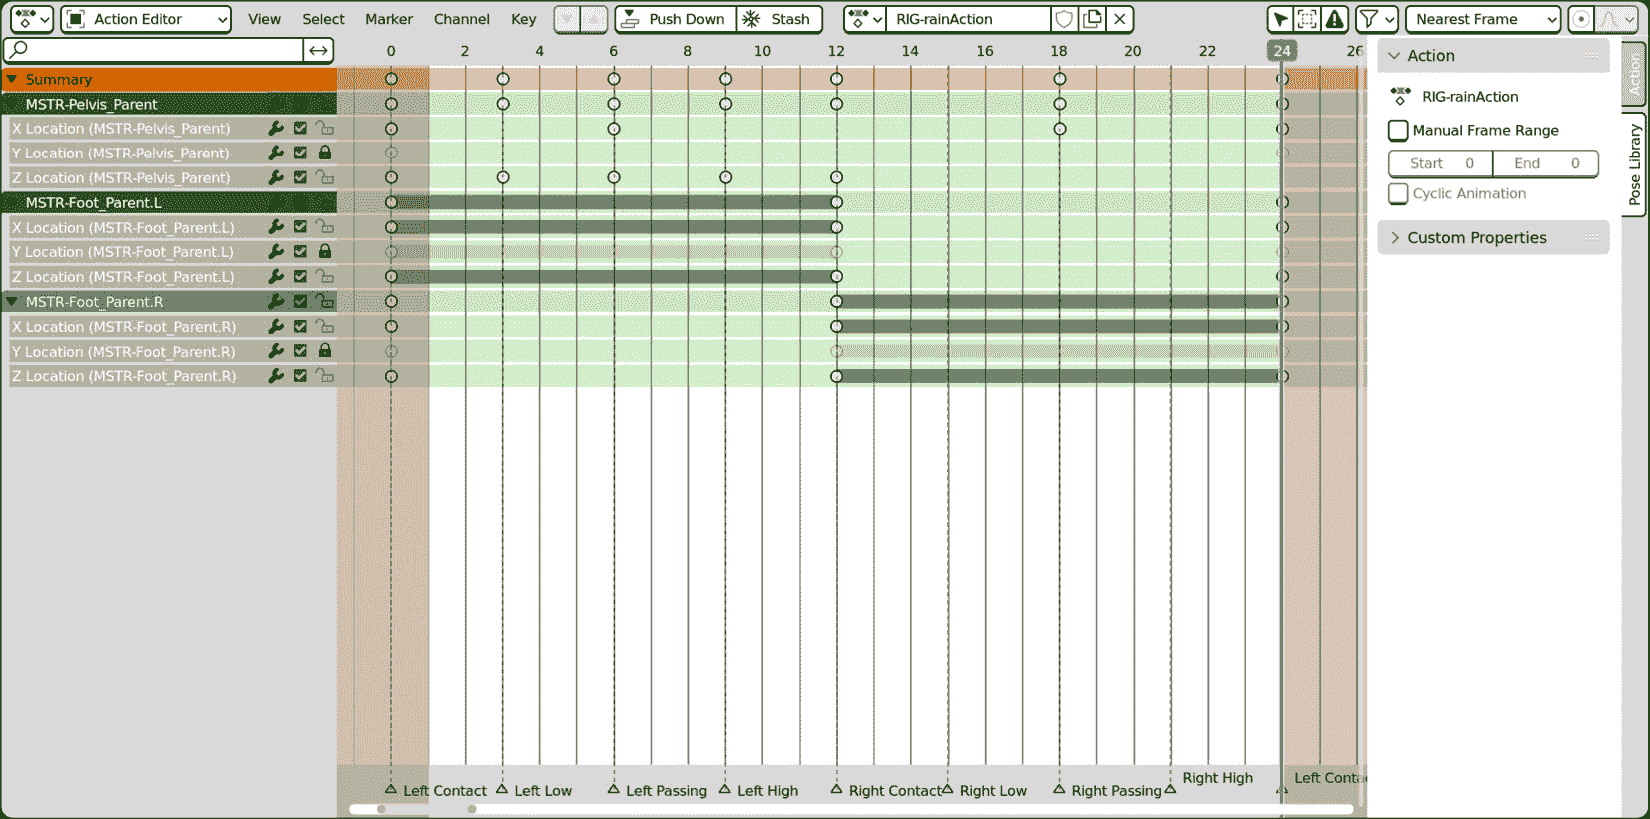 Action Editor View Select Marker Channel Key Push Down Stash RIG-rainAction Nearest Frame
0 2 4 6 8 10 12 14 16 18 20 22 24 26
Summary
MSTR-Pelvis_Parent
X Location (MSTR-Pelvis_Parent)
Y Location (MSTR-Pelvis_Parent)
Z Location (MSTR-Pelvis_Parent)
MSTR-Foot_Parent.L
X Location (MSTR-Foot_Parent.L)
Y Location (MSTR-Foot_Parent.L)
Z Location (MSTR-Foot_Parent.L)
MSTR-Foot_Parent.R
X Location (MSTR-Foot_Parent.R)
Y Location (MSTR-Foot_Parent.R)
Z Location (MSTR-Foot_Parent.R)
Action
RIG-rainAction
Manual Frame Range
Start 0 End 0
Cyclic Animation
Custom Properties
Action
Pose Library
Right High Left Conta
Left Contact Left Low Left Passing Left High Right Contact Right Low Right Passing